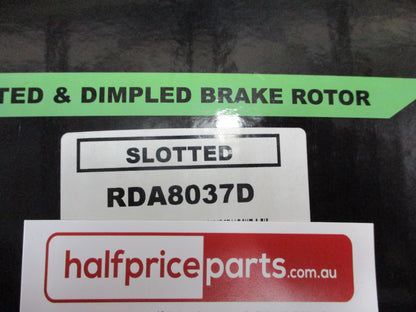 TED & DIMPLED BRAKE ROTOR
SLOTTED
RDA8037D
halfpriceparts.com.au